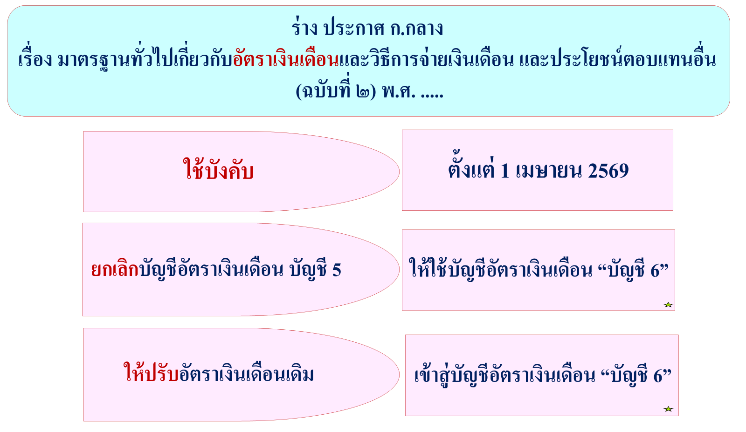 ร่าง ประกาศ ก.กลาง
เรื่อง มาตรฐานทั่วไปเกี่ยวกับอัตราเงินเดือนและวิธีการจ่ายเงินเดือน และประโยชน์ตอบแทนอื่น
(ฉบับที่ ๒) พ.ศ. .....
ใช้บังคับ
ตั้งแต่ 1 เมษายน 2569
ยกเลิกบัญชีอัตราเงินเดือน บัญชี 5
ให้ใช้บัญชีอัตราเงินเดือน “บัญชี 6”
ให้ปรับอัตราเงินเดือนเดิม
เข้าสู่บัญชีอัตราเงินเดือน “บัญชี 6”